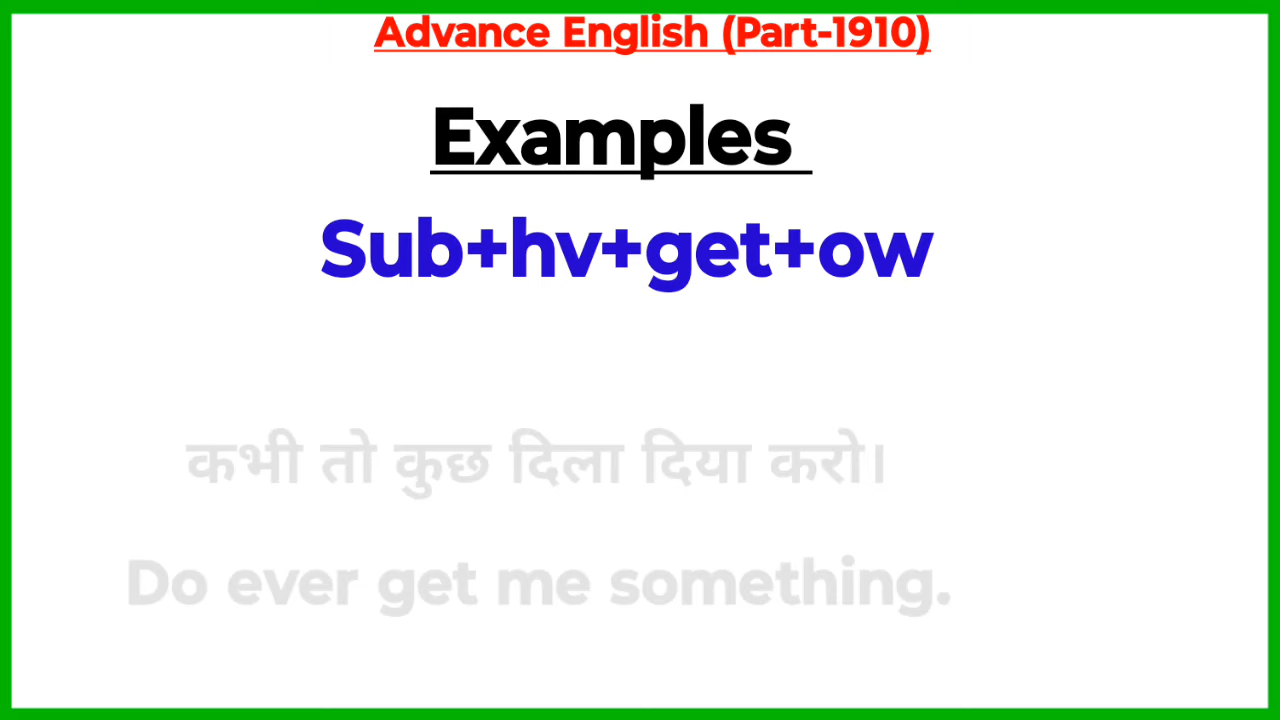 Advance English (Part-1910)
Examples
Sub+hv+get+ow
कभी तो कुछ दिला दिया करो।
Do ever get me something.